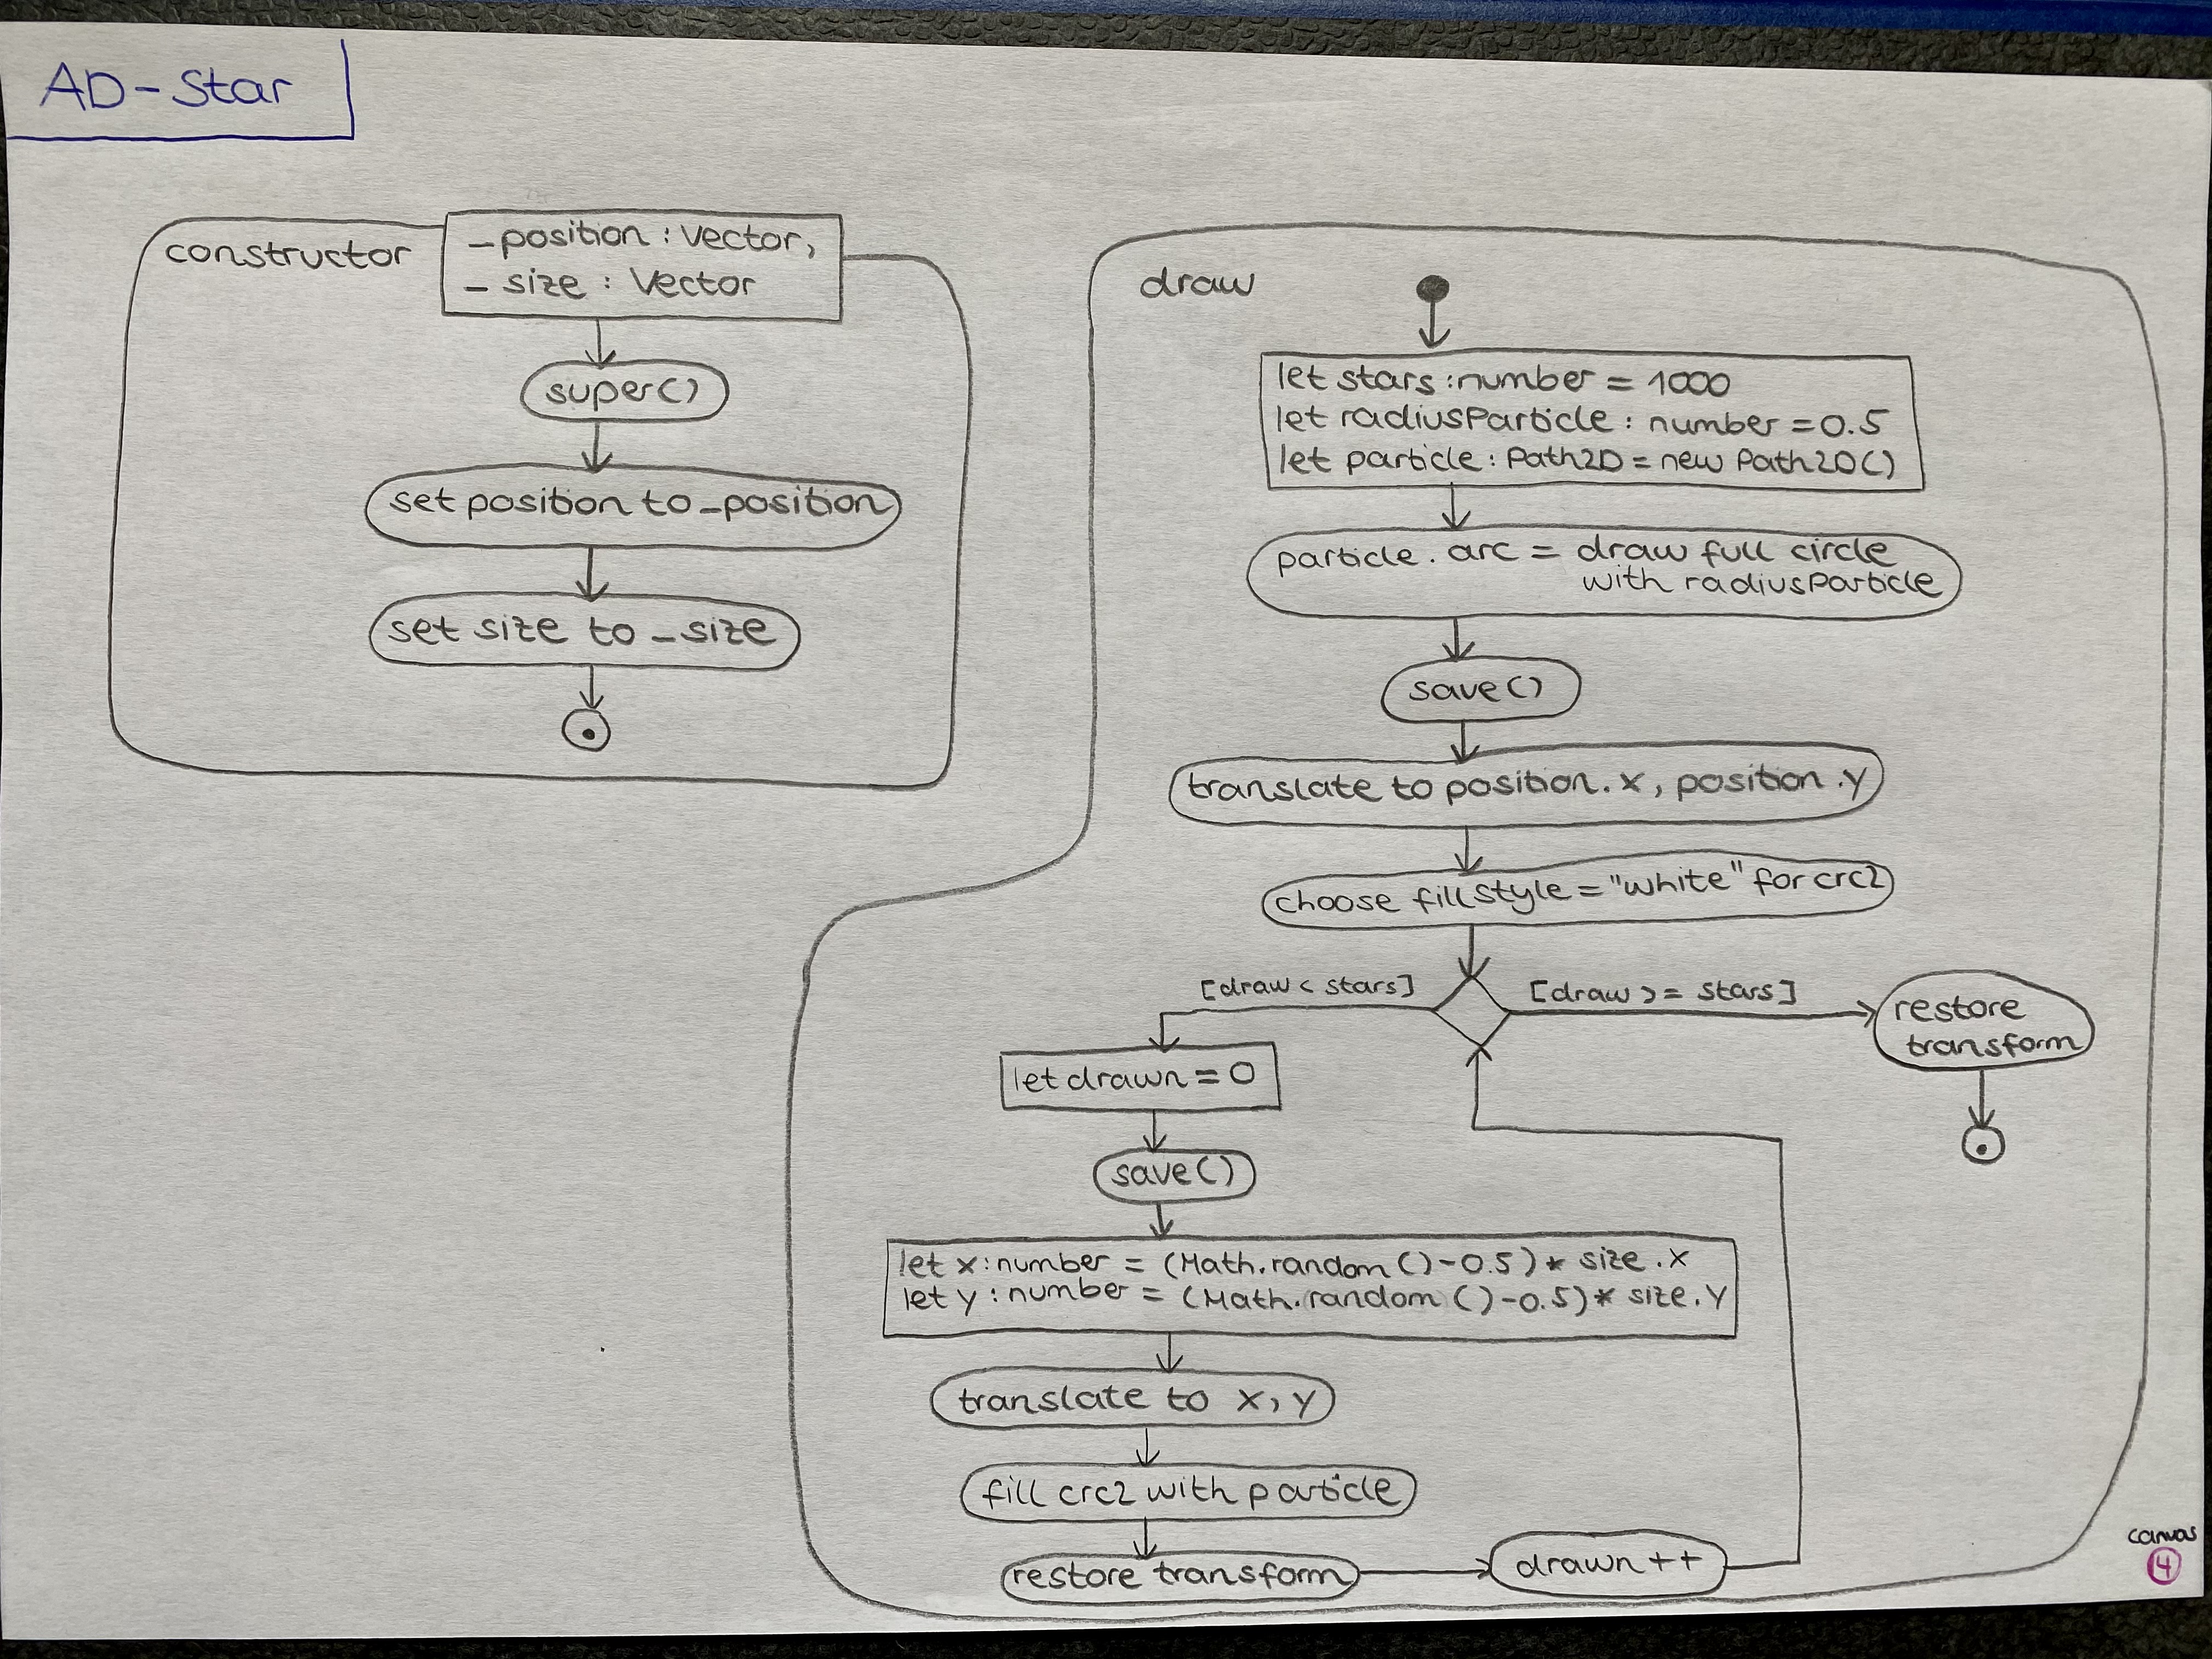 AD-Star
constructor
_position : Vector,
_ size : Vector
super()
set position to _position
set size to _size
draw
let stars : number = 1000
let radiusParticle : number = 0.5
let particle : Path2D = new Path2D()
particle. arc = draw full circle
with radiusParticle
save()
translate to position. x, position .y
choose fillStyle = "white" for crc2
[draw < stars]
[draw >= stars]
restore
transform
let drawn = 0
save()
let x : number = (Math.random () - 0.5) * size . x
let y : number = (Math.random () - 0.5) * size. y
translate to x, y
fill crc2 with particle
restore transform
drawn ++
canvas
4